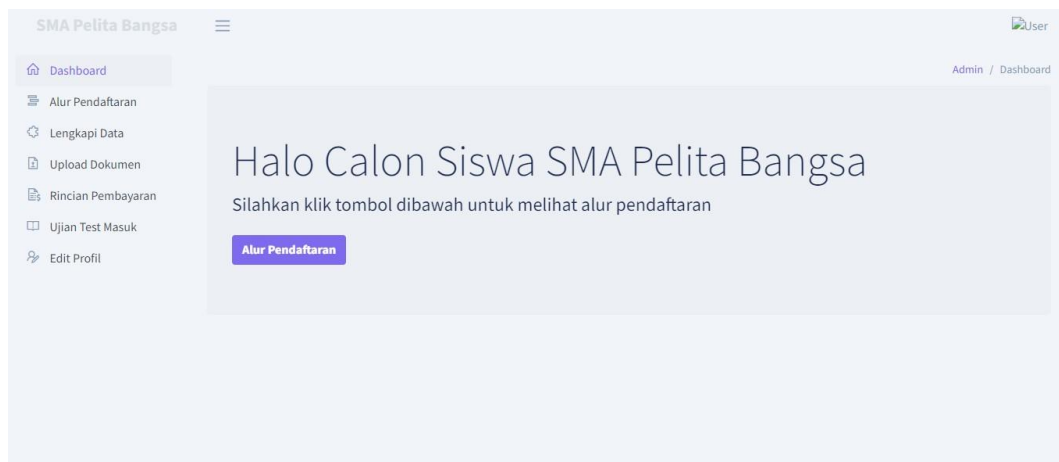 SMA Pelita Bangsa
User
Admin / Dashboard
Dashboard
Alur Pendaftaran
Lengkapi Data
Upload Dokumen
Rincian Pembayaran
Ujian Test Masuk
Edit Profil
Halo Calon Siswa SMA Pelita Bangsa
Silahkan klik tombol dibawah untuk melihat alur pendaftaran
Alur Pendaftaran